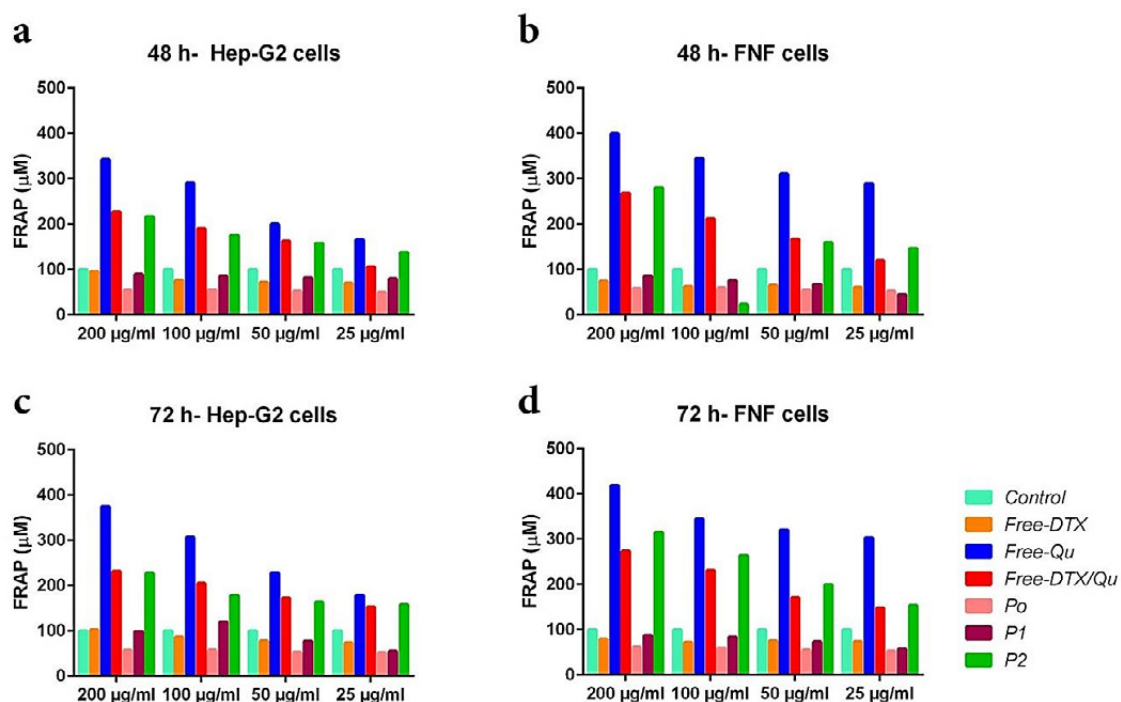 a
48 h- Hep-G2 cells
FRAP (µM)
500
400
300
200
100
0
200 µg/ml 100 µg/ml 50 µg/ml 25 µg/ml
b
48 h- FNF cells
FRAP (µM)
500
400
300
200
100
0
200 µg/ml 100 µg/ml 50 µg/ml 25 µg/ml
c
72 h- Hep-G2 cells
FRAP (µM)
500
400
300
200
100
0
200 µg/ml 100 µg/ml 50 µg/ml 25 µg/ml
d
72 h- FNF cells
FRAP (µM)
500
400
300
200
100
0
200 µg/ml 100 µg/ml 50 µg/ml 25 µg/ml
Control
Free-DTX
Free-Qu
Free-DTX/Qu
Po
P1
P2